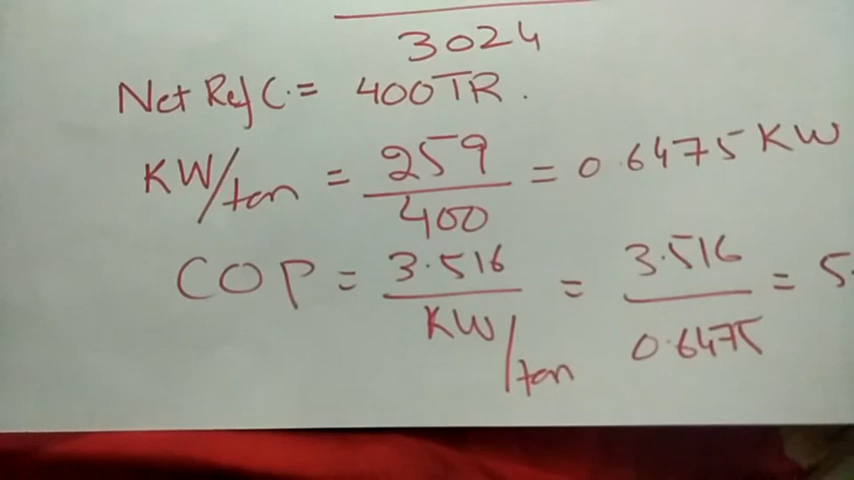 3024
Net Ref C. = 400TR.
KW/ton = 259/400 = 0.6475 KW
COP = 3.516/KW/ton = 3.516/0.6475 = 5.